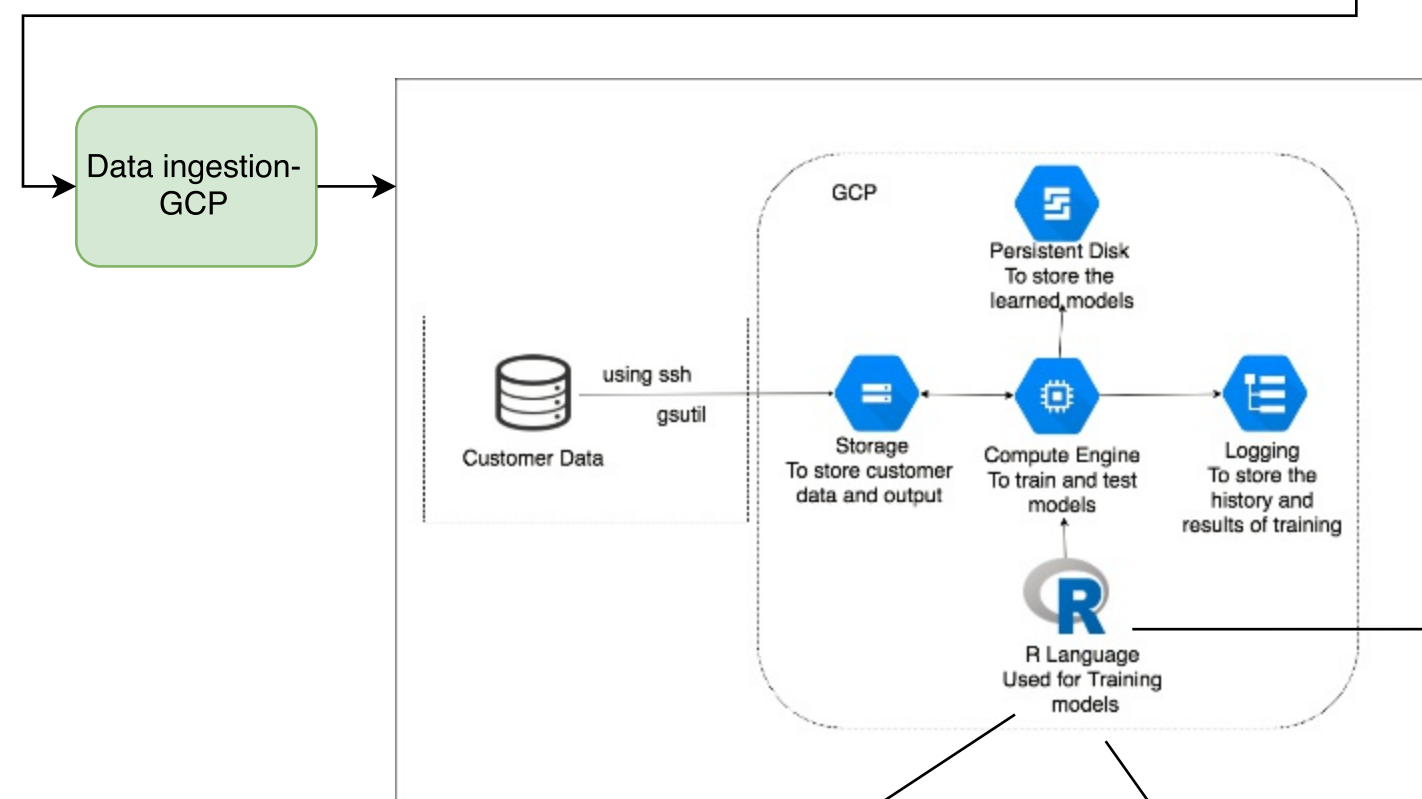 Data ingestion-
GCP
GCP
Persistent Disk
To store the
learned models
using ssh
gsutil
Customer Data
Storage
To store customer
data and output
Compute Engine
To train and test
models
Logging
To store the
history and
results of training
R
R Language
Used for Training
models